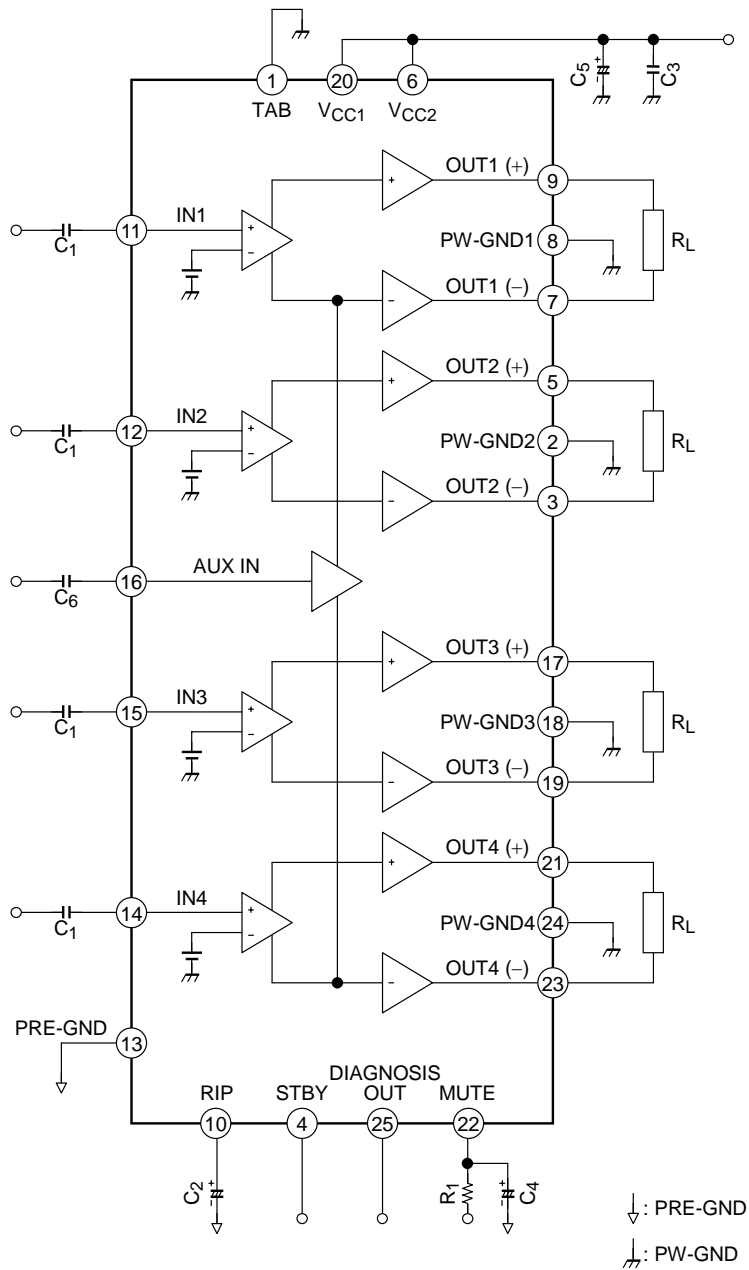 1 20 6
TAB VCC1 VCC2
C5 - +
C3
IN1
11
C1
+
-
+
-
OUT1 (+)
9
PW-GND1
8
OUT1 (−)
7
RL
IN2
12
C1
+
-
+
-
OUT2 (+)
5
PW-GND2
2
OUT2 (−)
3
RL
AUX IN
16
C6
IN3
15
C1
+
-
+
-
OUT3 (+)
17
PW-GND3
18
OUT3 (−)
19
RL
IN4
14
C1
+
-
+
-
OUT4 (+)
21
PW-GND4
24
OUT4 (−)
23
RL
PRE-GND
13
RIP STBY DIAGNOSIS
OUT MUTE
10 4 25 22
C2 - +
R1
C4 - +
: PRE-GND
: PW-GND